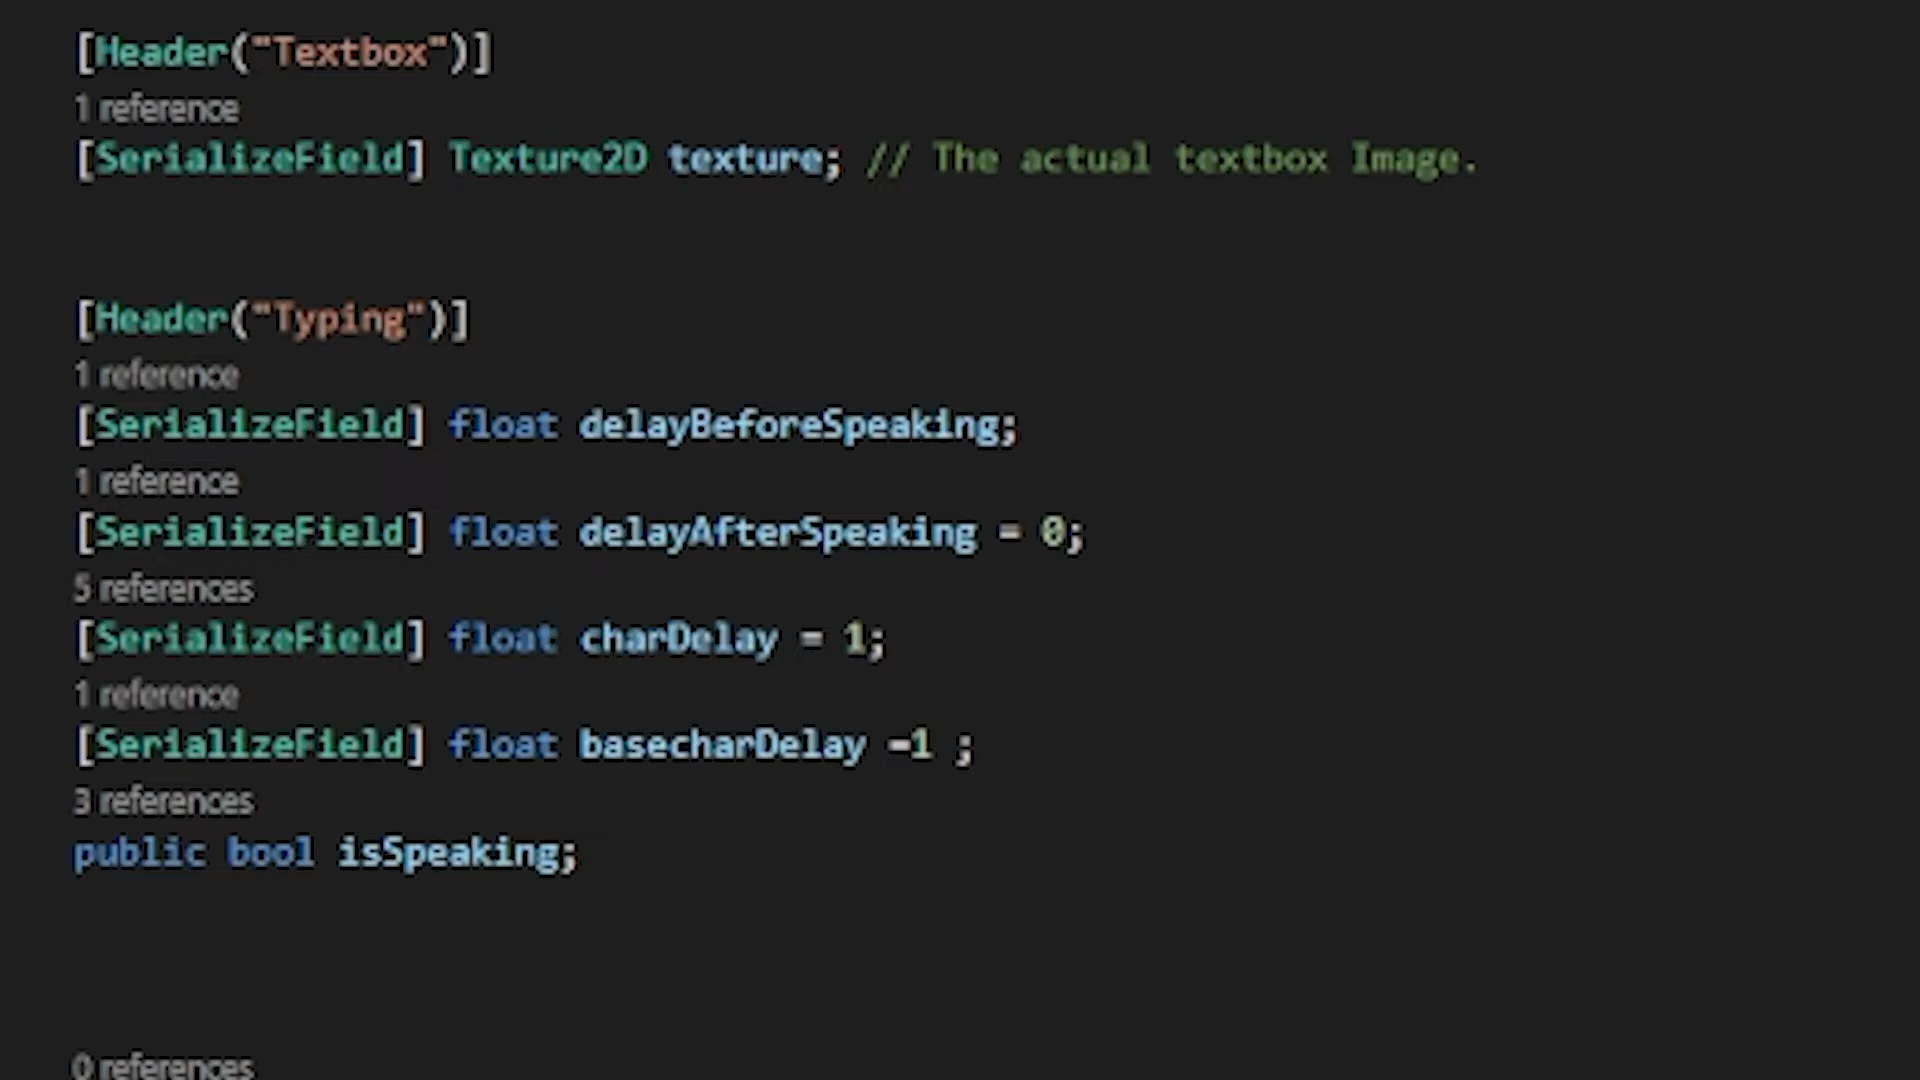 [Header("Textbox")]
1 reference
[SerializeField] Texture2D texture; // The actual textbox Image.
[Header("Typing")]
1 reference
[SerializeField] float delayBeforeSpeaking;
1 reference
[SerializeField] float delayAfterSpeaking = 0;
5 references
[SerializeField] float charDelay = 1;
1 reference
[SerializeField] float basecharDelay =1 ;
3 references
public bool isSpeaking;
0 references